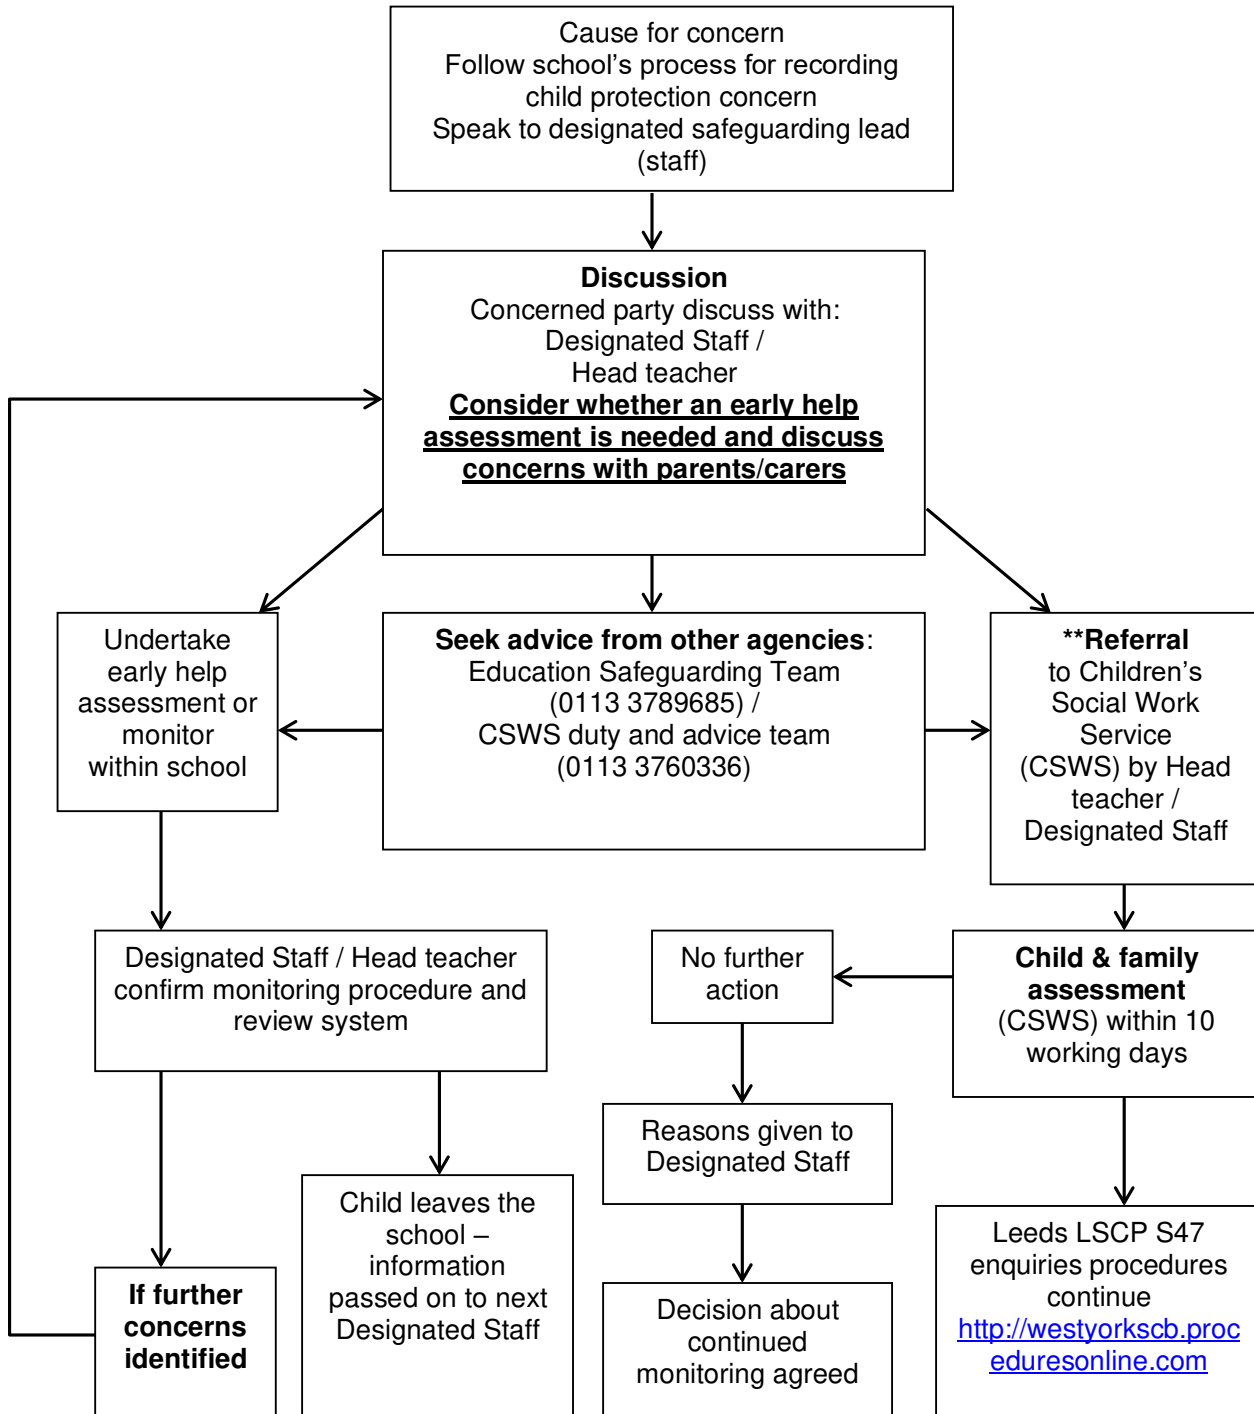 Cause for concern
Follow school’s process for recording
child protection concern
Speak to designated safeguarding lead
(staff)
Discussion
Concerned party discuss with:
Designated Staff /
Head teacher
Consider whether an early help
assessment is needed and discuss
concerns with parents/carers
Undertake
early help
assessment or
monitor
within school
Seek advice from other agencies:
Education Safeguarding Team
(0113 3789685) /
CSWS duty and advice team
(0113 3760336)
**Referral
to Children’s
Social Work
Service
(CSWS) by Head
teacher /
Designated Staff
Designated Staff / Head teacher
confirm monitoring procedure and
review system
No further
action
Child & family
assessment
(CSWS) within 10
working days
Reasons given to
Designated Staff
If further
concerns
identified
Child leaves the
school –
information
passed on to next
Designated Staff
Decision about
continued
monitoring agreed
Leeds LSCP S47
enquiries procedures
continue
http://westyorkscb.proc
eduresonline.com